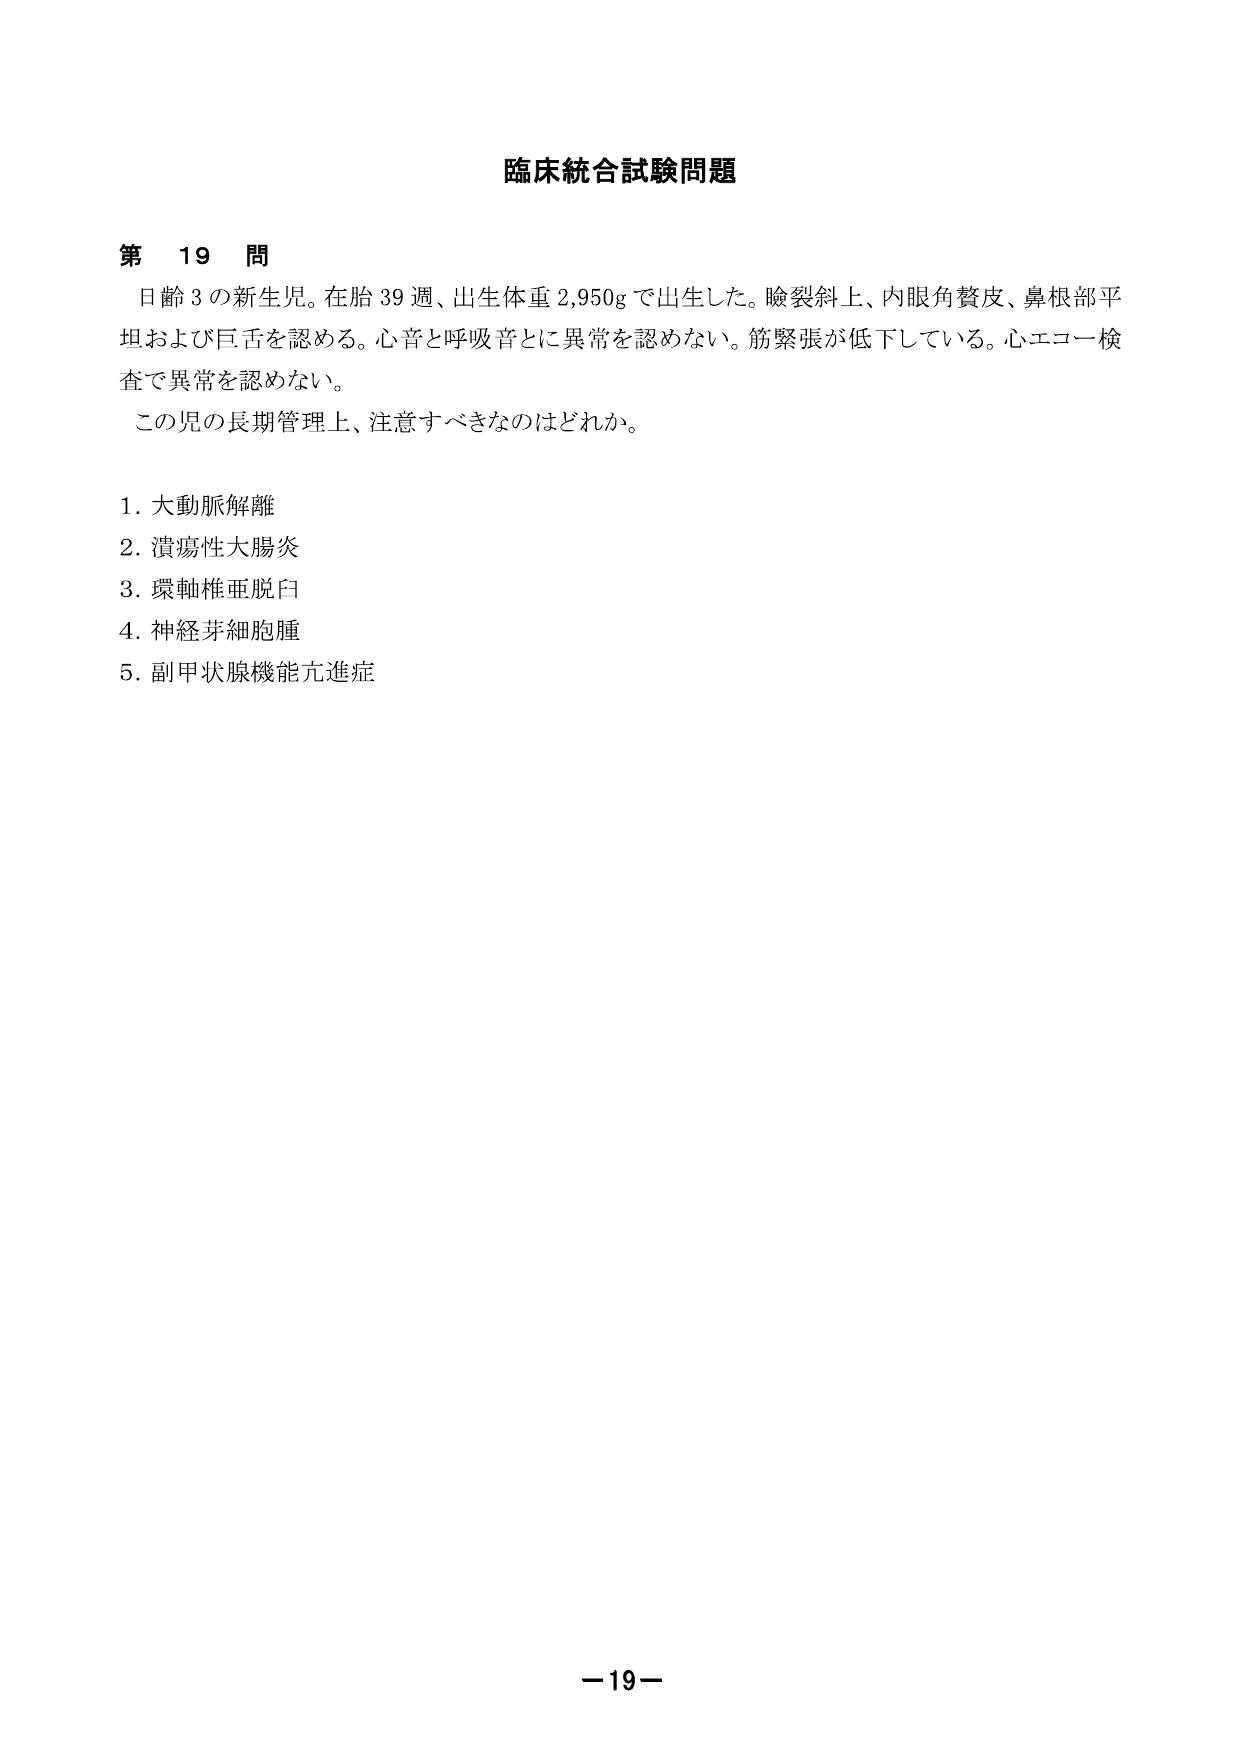 臨床統合試験問題
第 19 問
日齢 3 の新生児。在胎 39 週、出生体重 2,950g で出生した。瞼裂斜上、内眼角贅皮、鼻根部平
坦および巨舌を認める。心音と呼吸音とに異常を認めない。筋緊張が低下している。心エコー検
査で異常を認めない。
この児の長期管理上、注意すべきなのはどれか。
1. 大動脈解離
2. 潰瘍性大腸炎
3. 環軸椎亜脱臼
4. 神経芽細胞腫
5. 副甲状腺機能亢進症
－19－